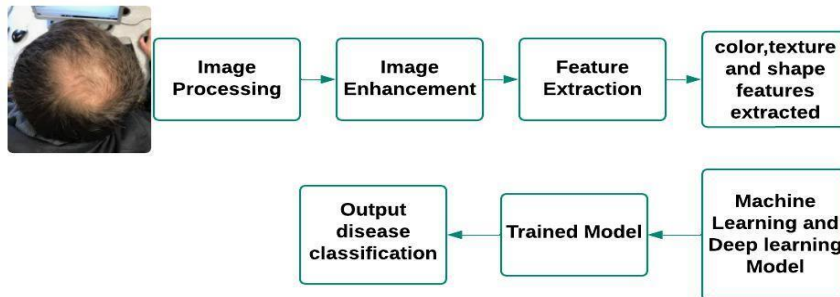 Image
Processing
Image
Enhancement
Feature
Extraction
color,texture
and shape
features
extracted
Machine
Learning and
Deep learning
Model
Trained Model
Output
disease
classification